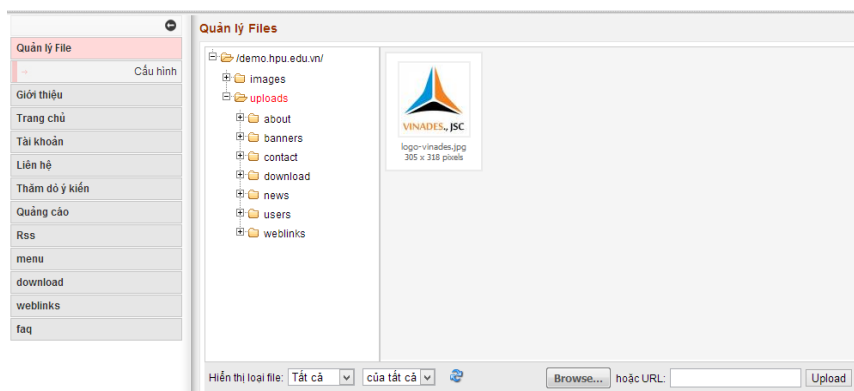 Quản lý Files
Quản lý File
Cấu hình
Giới thiệu
Trang chủ
Tài khoản
Liên hệ
Thăm dò ý kiến
Quảng cáo
Rss
menu
download
weblinks
faq
/demo.hpu.edu.vn/
images
uploads
about
banners
contact
download
news
users
weblinks
VINADES., JSC
logo-vinades.jpg
305 x 318 pixels
Hiển thị loại file: Tất cả của tất cả Browse... hoặc URL: Upload